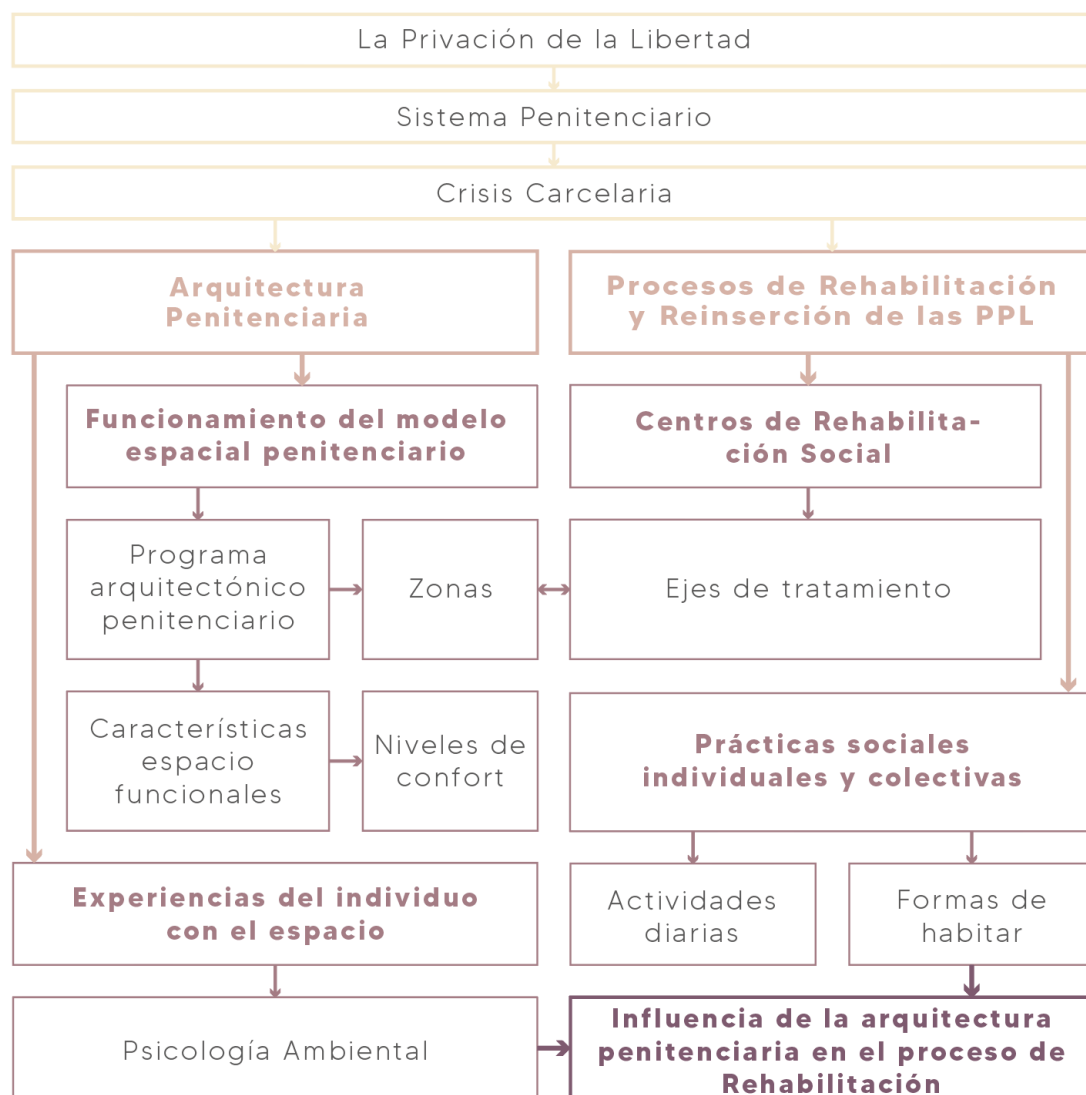 La Privación de la Libertad
Sistema Penitenciario
Crisis Carcelaria
Arquitectura
Penitenciaria
Procesos de Rehabilitación
y Reinserción de las PPL
Funcionamiento del modelo
espacial penitenciario
Centros de Rehabilita-
ción Social
Programa
arquitectónico
penitenciario
Zonas
Ejes de tratamiento
Característícas
espacio
funcionales
Niveles de
confort
Prácticas sociales
individuales y colectivas
Experiencias del individuo
con el espacio
Actividades
diarias
Formas de
habitar
Psicología Ambiental
Influencia de la arquitectura
penitenciaria en el proceso de
Rehabilitación